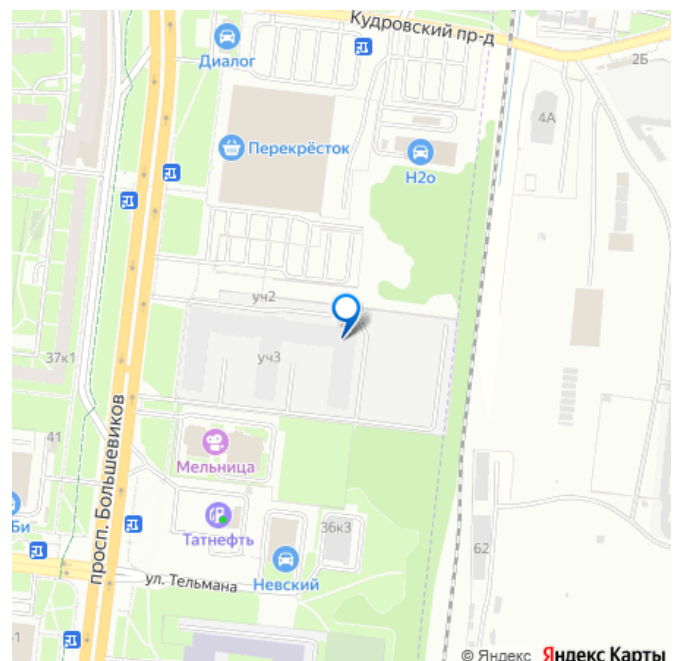 Кудровский пр-д
Диалог
2Б
4А
Перекрёсток
Н2о
уч2
уч3
37к1
просп. Большевиков
41
Мельница
Би
Татнефть
36к3
62
Невский
ул. Тельмана
© Яндекс Яндекс Карты